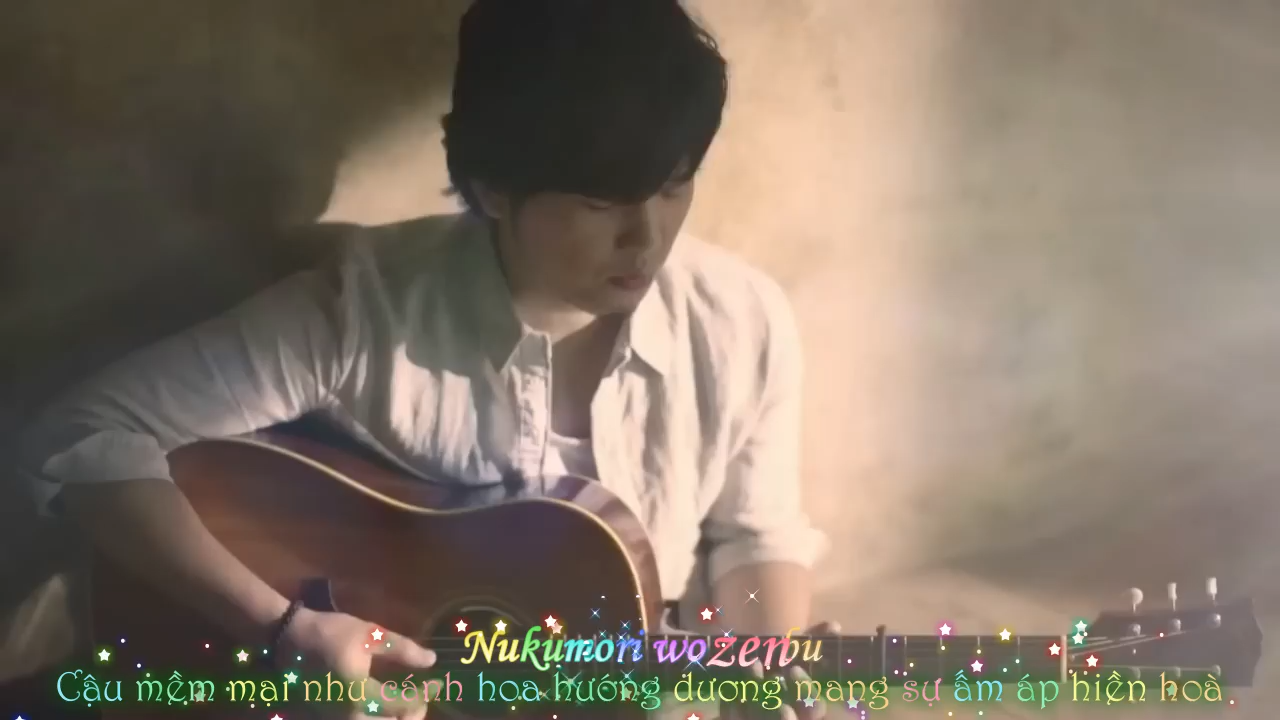 Nukumori wo zenbu
Cậu mềm mại như cánh hoa hướng dương mang sự ấm áp hiền hoà